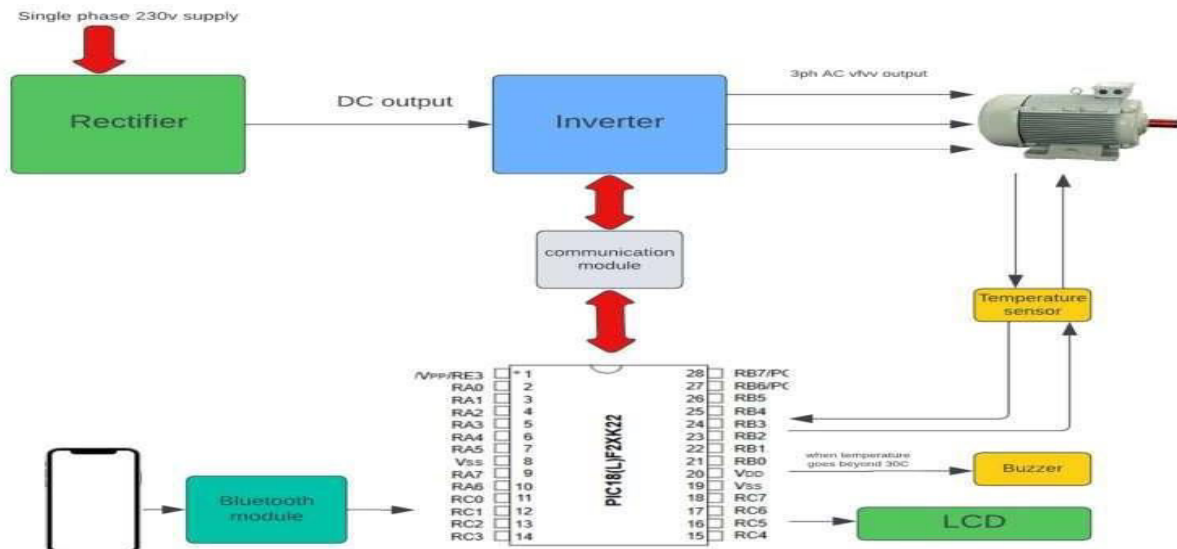 Single phase 230v supply
Rectifier
DC output
Inverter
3ph AC vfvv output
communication
module
Temperature
sensor
/VPP/RE3
RA0
RA1
RA2
RA3
RA4
RA5
VSS
RA7
RA6
RC0
RC1
RC2
RC3
* 1
2
3
4
5
6
7
8
9
10
11
12
13
14
PIC18(L)F2XK22
28
27
26
25
24
23
22
21
20
19
18
17
16
15
RB7/PG
RB6/PG
RB5
RB4
RB3
RB2
RB1
RB0
VDD
VSS
RC7
RC6
RC5
RC4
when temperature
goes beyond 30C
Buzzer
LCD
Bluetooth
module